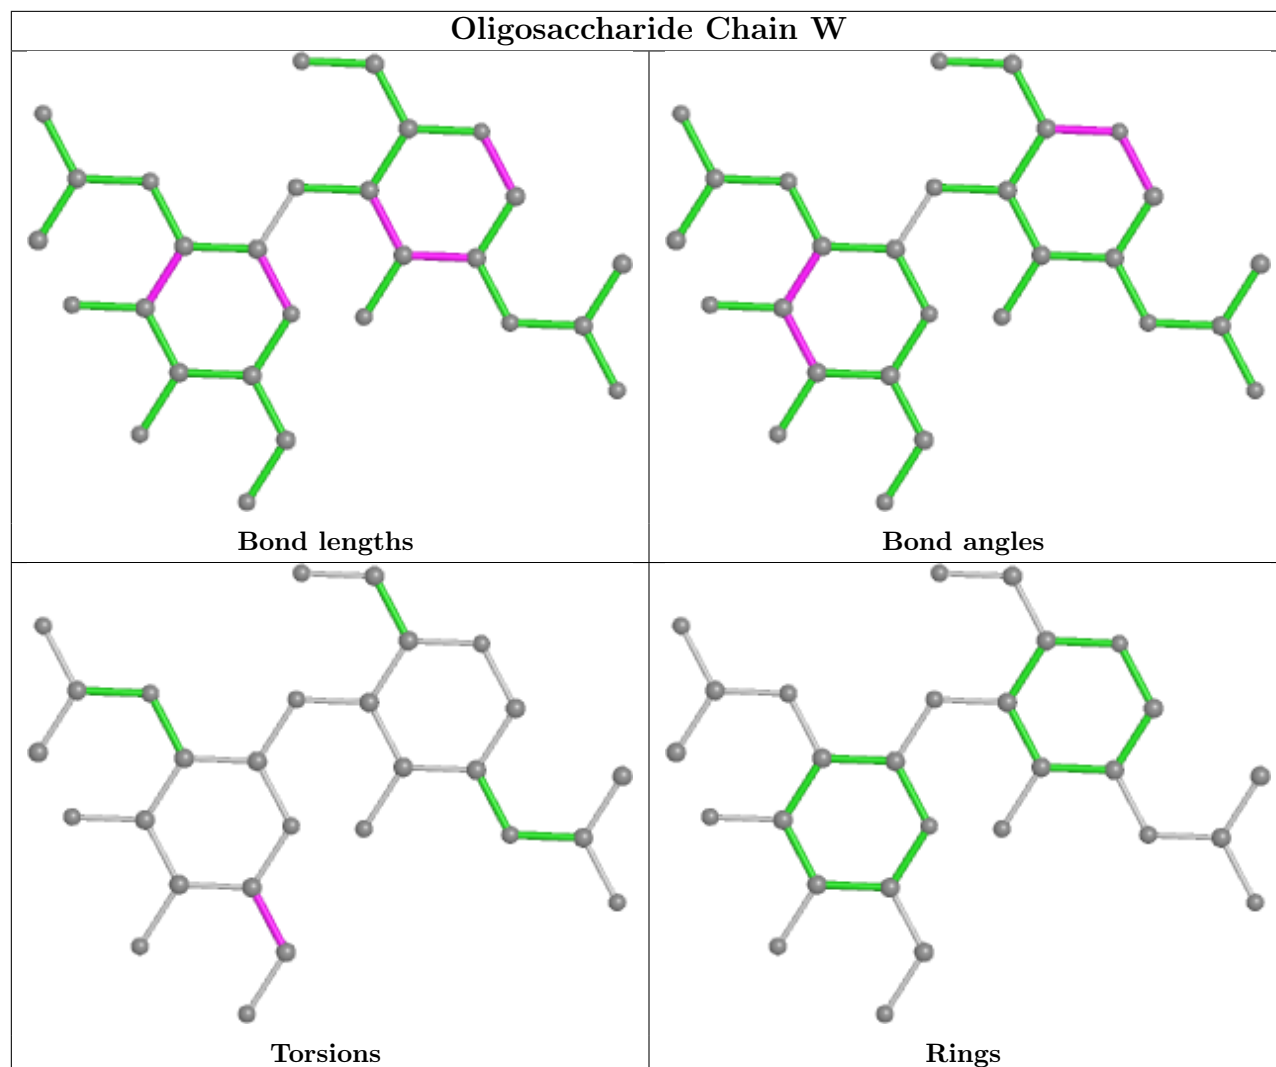 Oligosaccharide Chain W
Bond lengths
Bond angles
Torsions
Rings